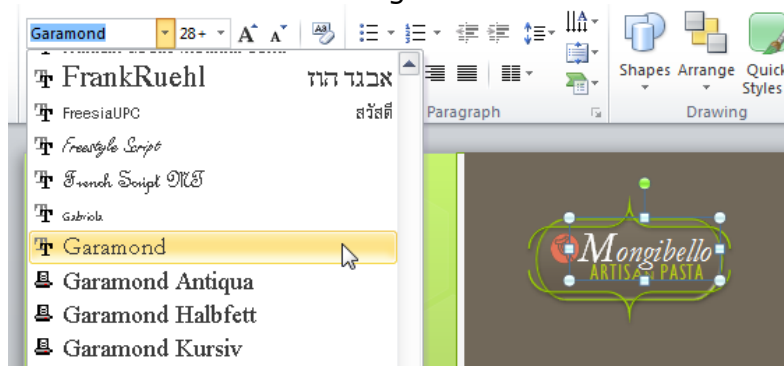 Garamond 28+ A A Aa A
FrankRuehl אבגד הוז
FreesiaUPC สวัสดี
Freestyle Script
French Script MT
Gabriola
Garamond
Garamond Antiqua
Garamond Halbfett
Garamond Kursiv
Paragraph
Shapes Arrange Quick
Styles
Drawing
Mongibello
ARTISAN PASTA